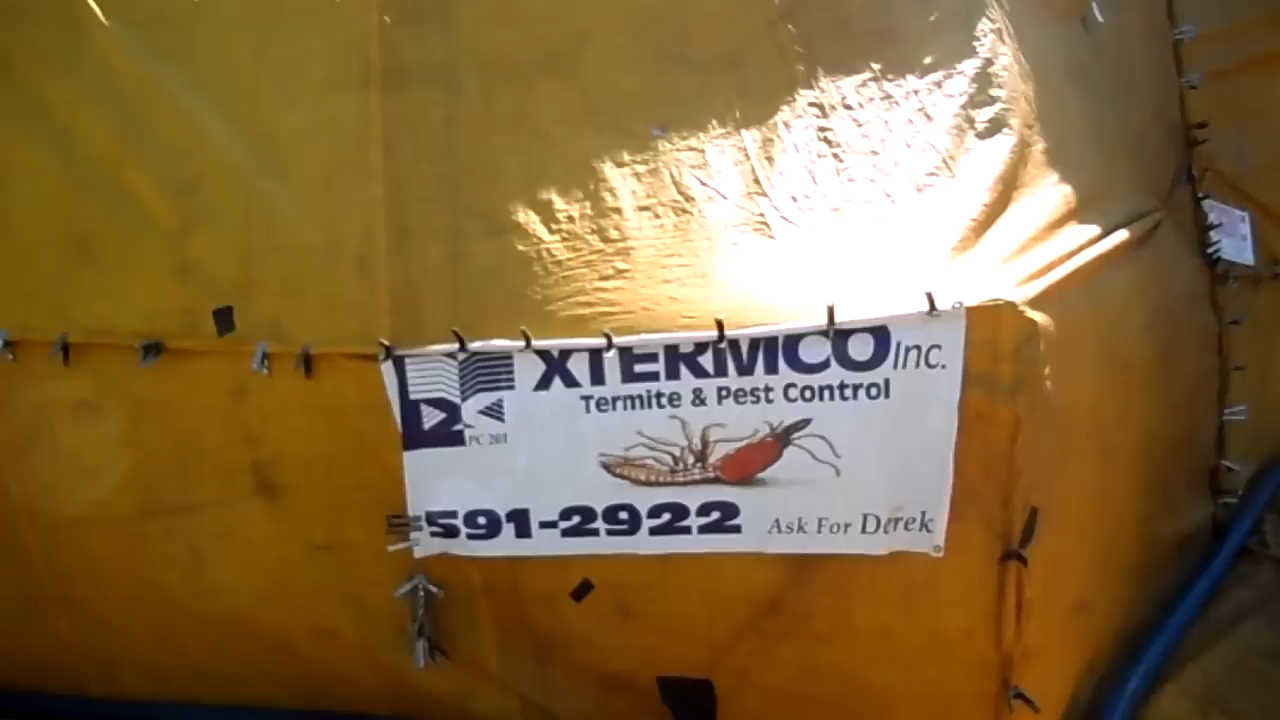 XTERMCO Inc.
Termite & Pest Control
PC 201
591-2922 Ask For Derek